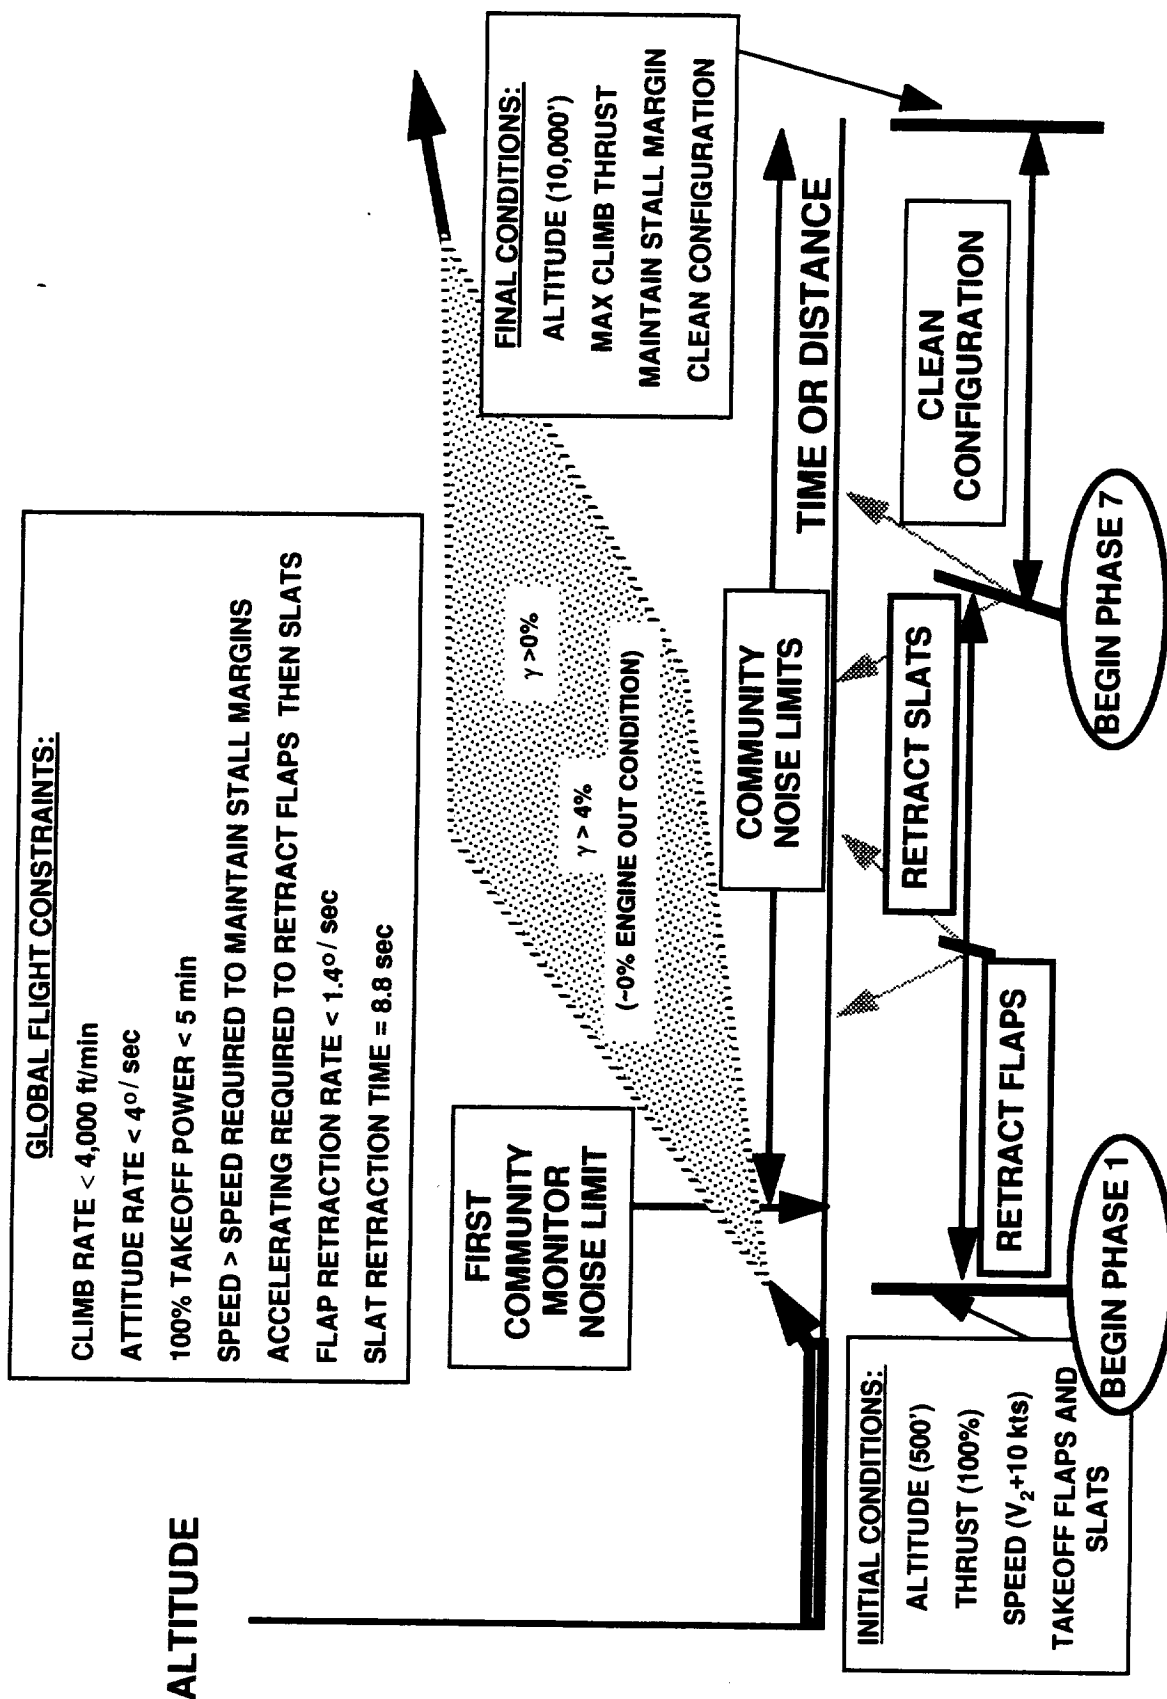 ALTITUDE
GLOBAL FLIGHT CONSTRAINTS:
CLIMB RATE < 4,000 ft/min
ATTITUDE RATE < 4º/ sec
100% TAKEOFF POWER < 5 min
SPEED > SPEED REQUIRED TO MAINTAIN STALL MARGINS
ACCELERATING REQUIRED TO RETRACT FLAPS THEN SLATS
FLAP RETRACTION RATE < 1.4º/ sec
SLAT RETRACTION TIME = 8.8 sec
FIRST
COMMUNITY
MONITOR
NOISE LIMIT
γ >0%
γ > 4%
(~0% ENGINE OUT CONDITION)
FINAL CONDITIONS:
ALTITUDE (10,000')
MAX CLIMB THRUST
MAINTAIN STALL MARGIN
CLEAN CONFIGURATION
COMMUNITY
NOISE LIMITS
TIME OR DISTANCE
INITIAL CONDITIONS:
ALTITUDE (500')
THRUST (100%)
SPEED (V2+10 kts)
TAKEOFF FLAPS AND
SLATS
RETRACT FLAPS
RETRACT SLATS
CLEAN
CONFIGURATION
BEGIN PHASE 1
BEGIN PHASE 7